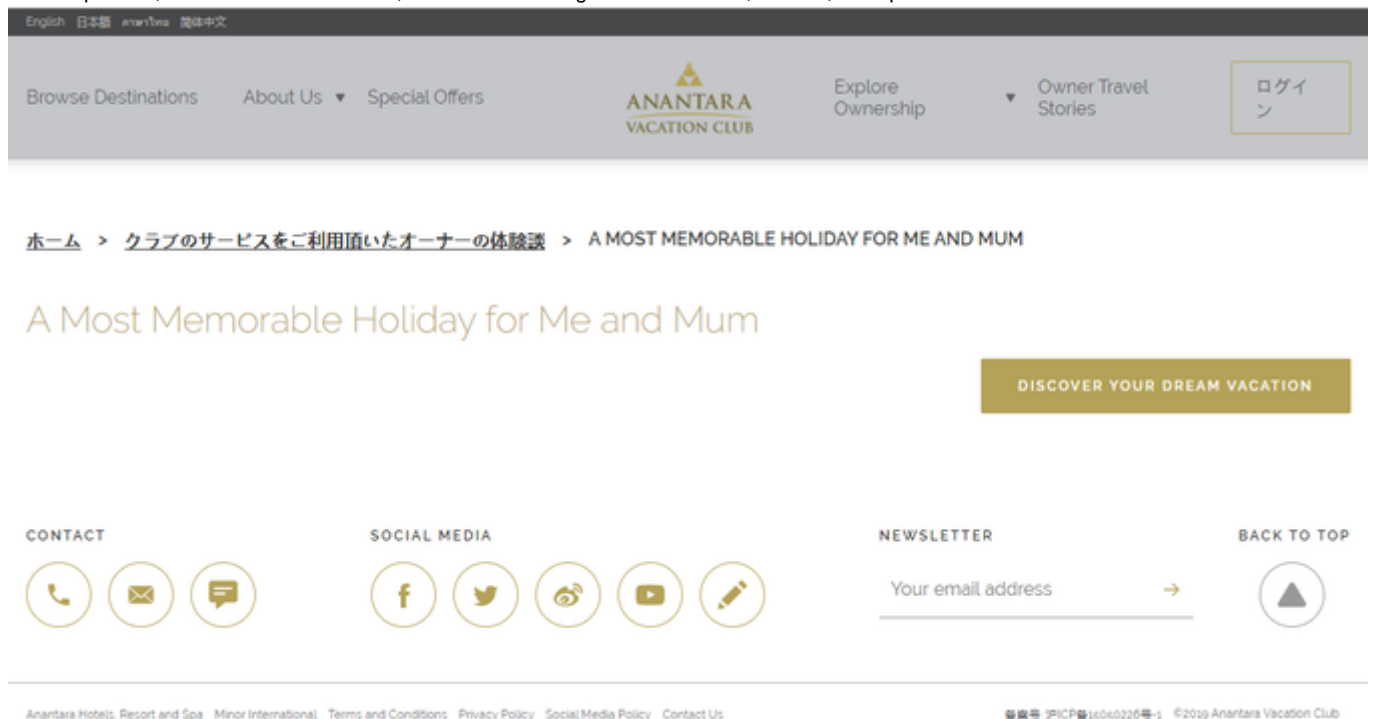 English 日本語 ภาษาไทย 简体中文
Browse Destinations About Us ▼ Special Offers
ANANTARA
VACATION CLUB
Explore
Ownership ▼
Owner Travel
Stories
ログイ
ン
ホーム > クラブのサービスをご利用頂いたオーナーの体験談 > A MOST MEMORABLE HOLIDAY FOR ME AND MUM
A Most Memorable Holiday for Me and Mum
DISCOVER YOUR DREAM VACATION
CONTACT SOCIAL MEDIA NEWSLETTER BACK TO TOP
Your email address →
Anantara Hotels, Resort and Spa Minor International Terms and Conditions Privacy Policy Social Media Policy Contact Us
©2019 Anantara Vacation Club